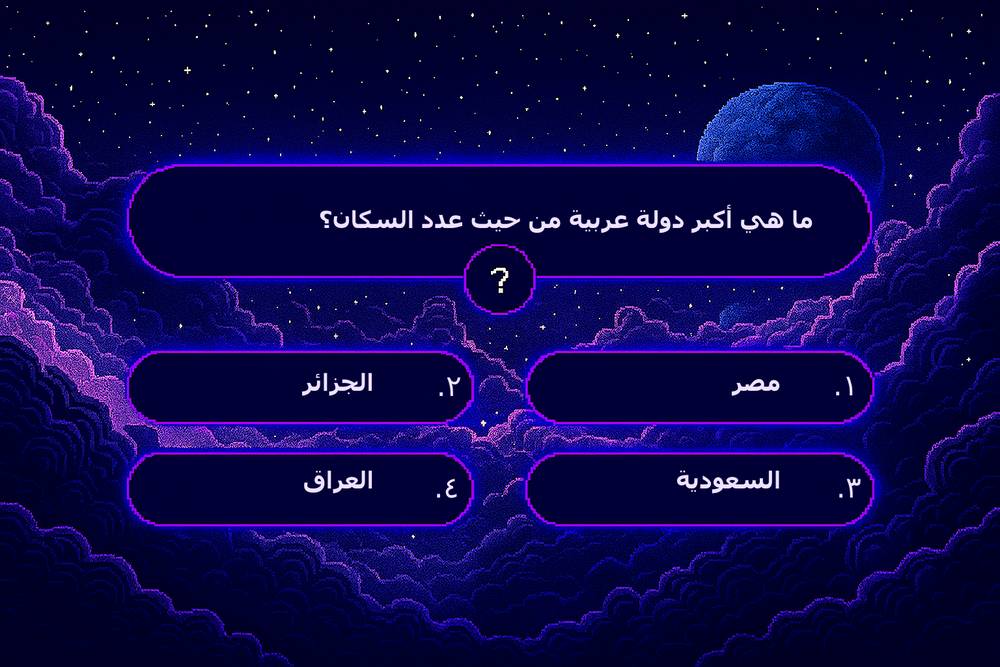 ما هي أكبر دولة عربية من حيث عدد السكان؟
?
١. مصر
٢. الجزائر
٣. السعودية
٤. العراق